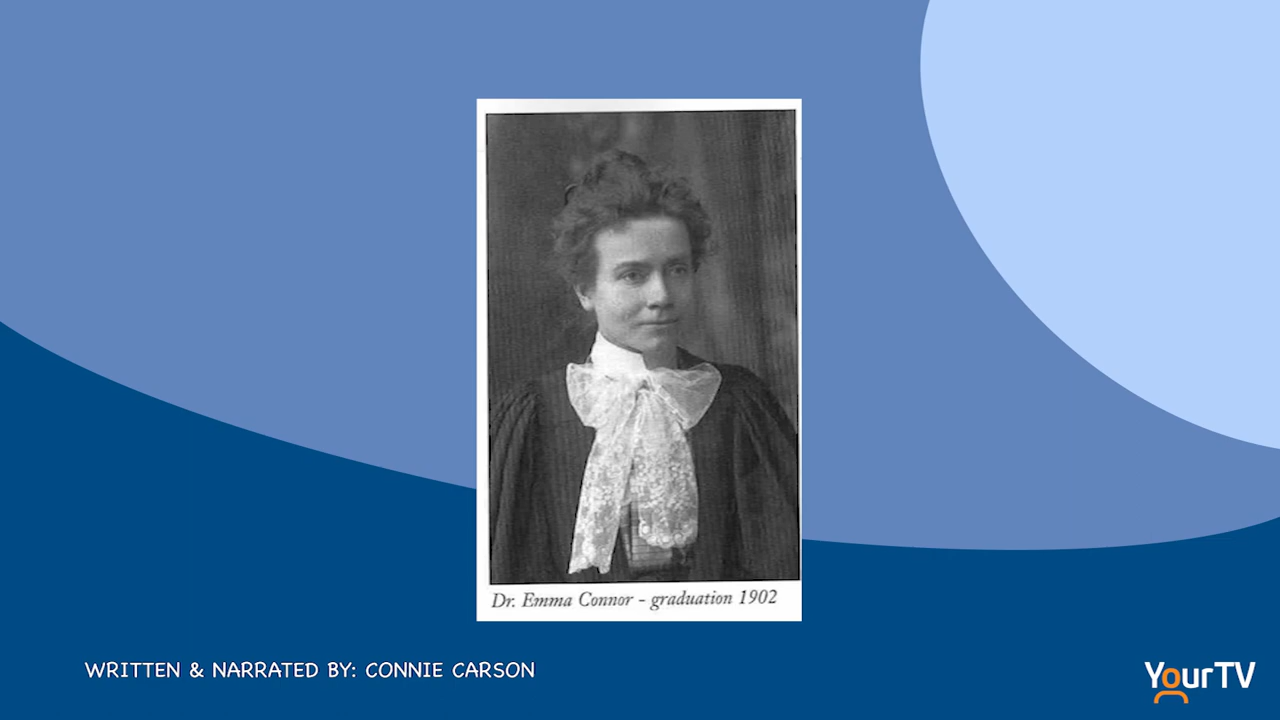 Dr. Emma Connor - graduation 1902
WRITTEN & NARRATED BY: CONNIE CARSON
YourTV